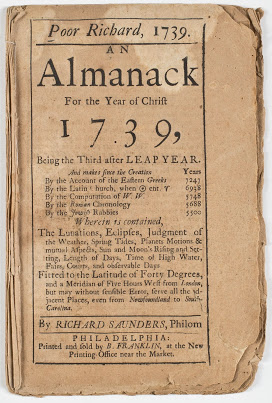 Poor Richard, 1739.
AN
Almanack
For the Year of Christ
1739,
Being the Third after LEAP YEAR.
And makes since the Creation Years
By the Account of the Eastern Greeks 7247
By the Latin Church, when ☉ ent. ♈ 6938
By the Computation of W. W. 5748
By the Roman Chronology 5688
By the Jewish Rabbies 5500
Wherein is contained,
The Lunations, Eclipses, Judgment of
the Weather, Spring Tides, Planets Motions &
mutual Aspects, Sun and Moon's Rising and Set-
ting, Length of Days, Time of High Water,
Fairs, Courts, and observable Days
Fitted to the Latitude of Forty Degrees,
and a Meridian of Five Hours West from London,
but may without sensible Error, serve all the ad-
jacent Places, even from Newfoundland to South-
Carolina.
By RICHARD SAUNDERS, Philom
PHILADELPHIA:
Printed and sold by B. FRANKLIN, at the New
Printing-Office near the Market.